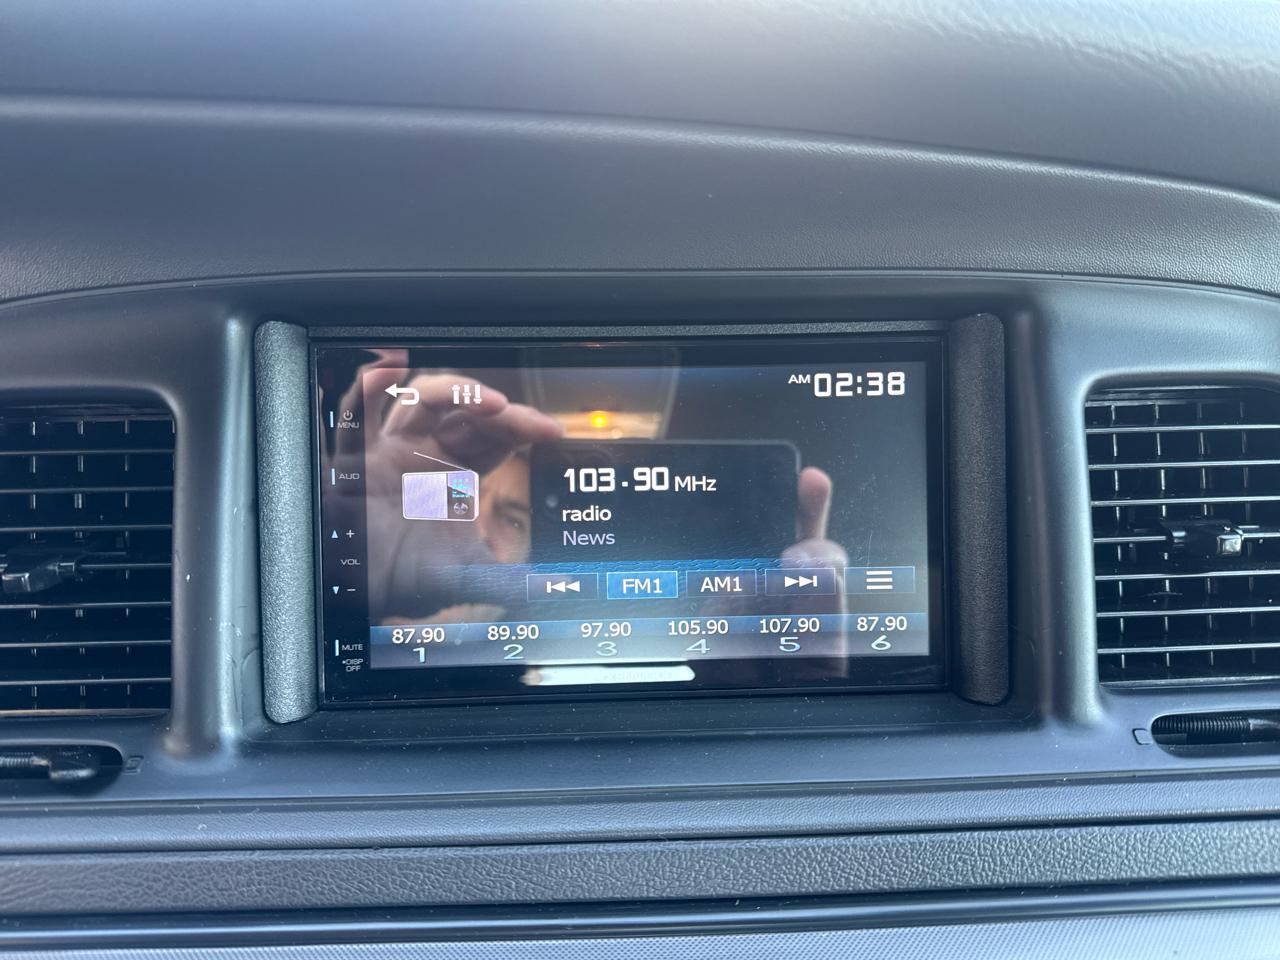 AM 02:38
MENU
AUD
103.90 MHz
radio
News
+
VOL
−
FM1 AM1
87.90 89.90 97.90 105.90 107.90 87.90
1 2 3 4 5 6
MUTE
•DISP
OFF